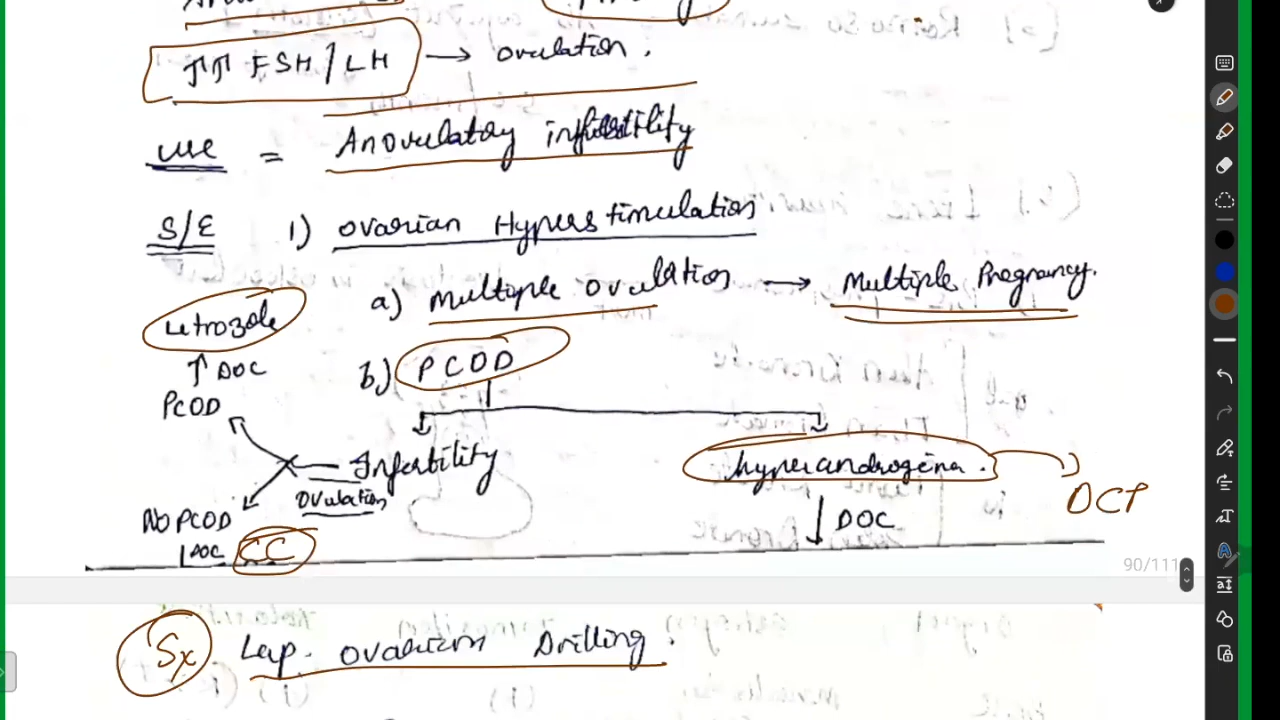 ↑↑ FSH/LH → ovulation.
use = Anovulatory infertility
S/E 1) Ovarian Hyperstimulation
a) Multiple ovulation → Multiple Pregnancy.
Letrozole
↑ DOC
b) PCOD
PCOD
Infertility
hyperandrogenia.
Ovulation
OCP
No PCOD
DOC CC
DOC
90/111
Sx Lap. Ovarian Drilling.